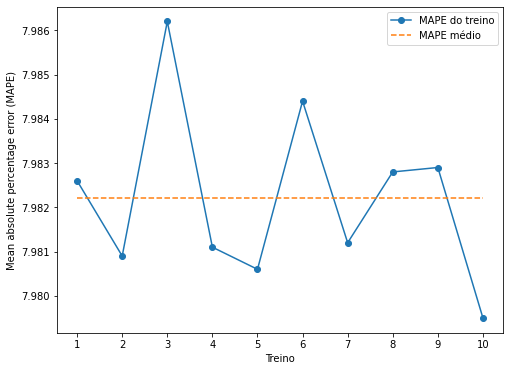 MAPE do treino
MAPE médio
Mean absolute percentage error (MAPE)
7.986
7.985
7.984
7.983
7.982
7.981
7.980
1 2 3 4 5 6 7 8 9 10
Treino